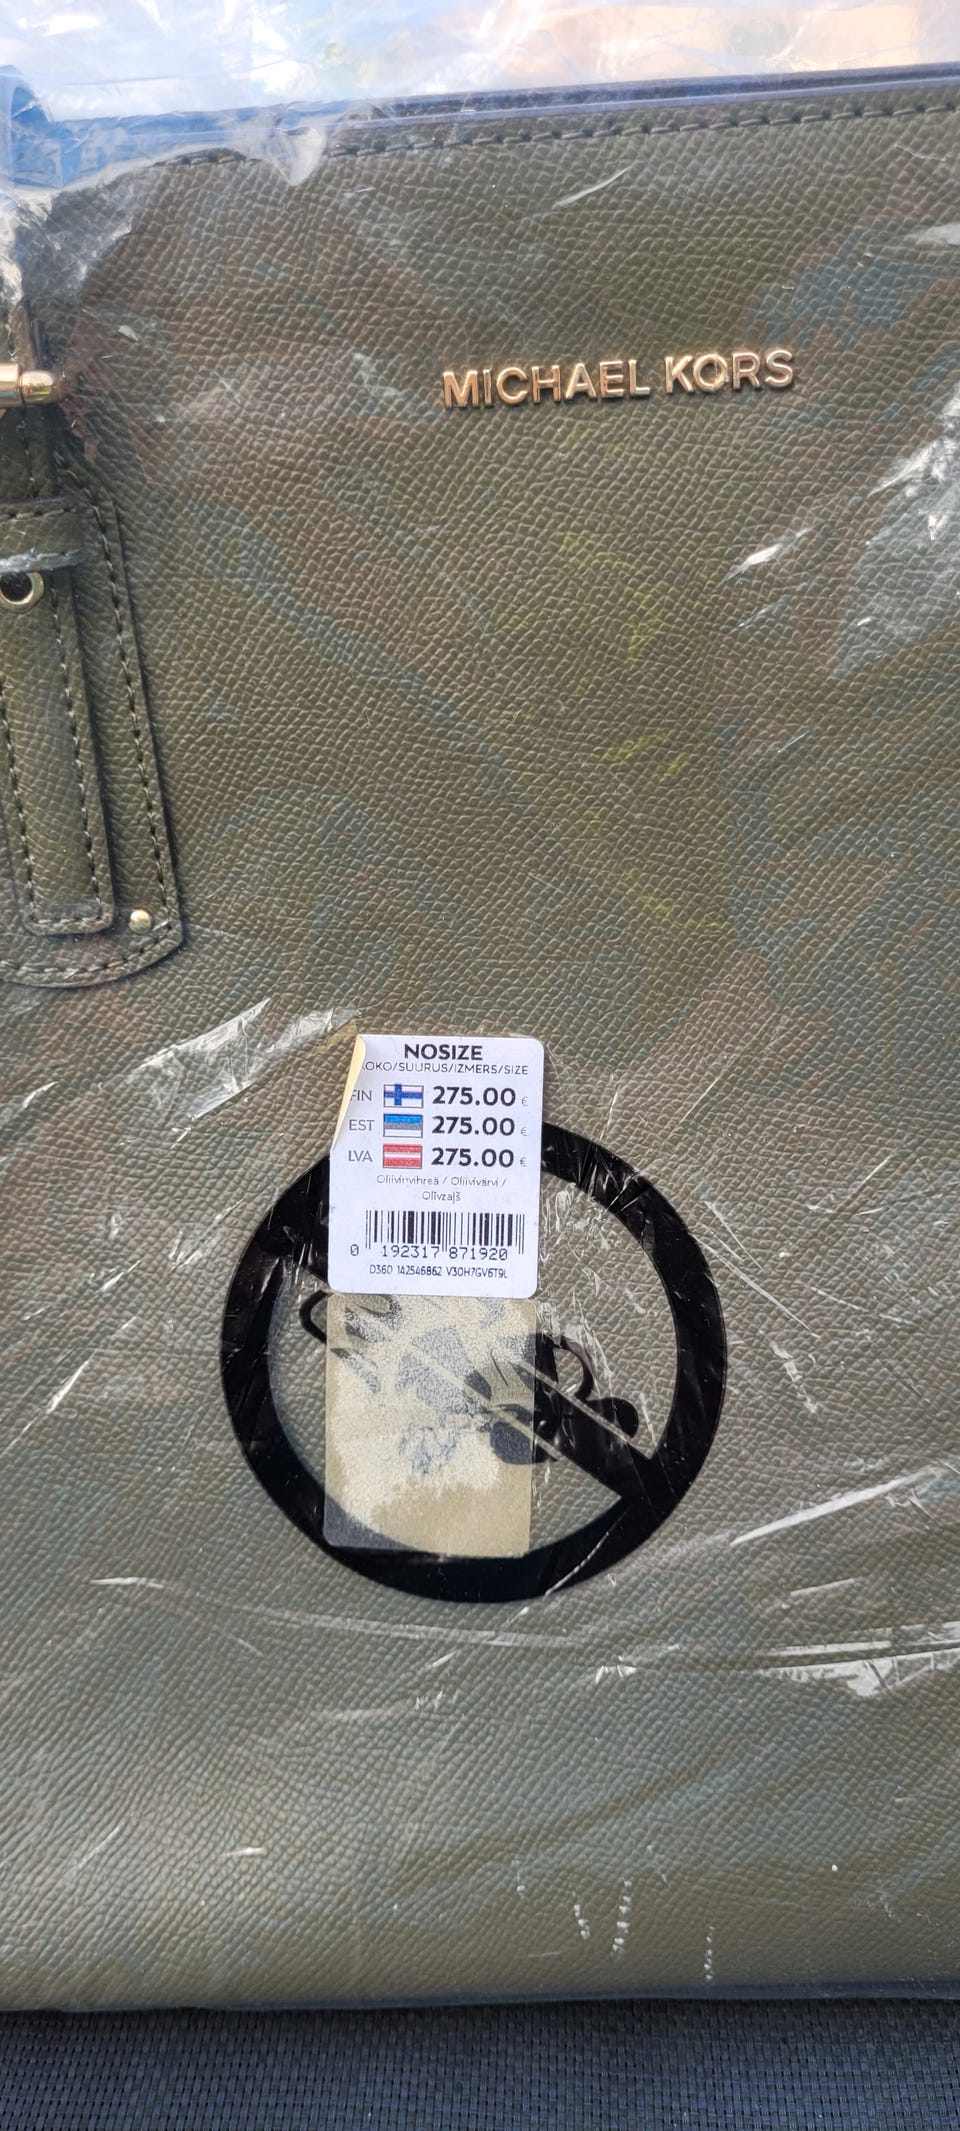 MICHAEL KORS
NOSIZE
KOKO/SUURUS/IZMERS/SIZE
FIN 275.00 €
EST 275.00 €
LVA 275.00 €
Oliivinvihreä / Oliivivärvi /
Olīvzaļš
0 192317 871920
D360 142546862 V30H7GV6T9L